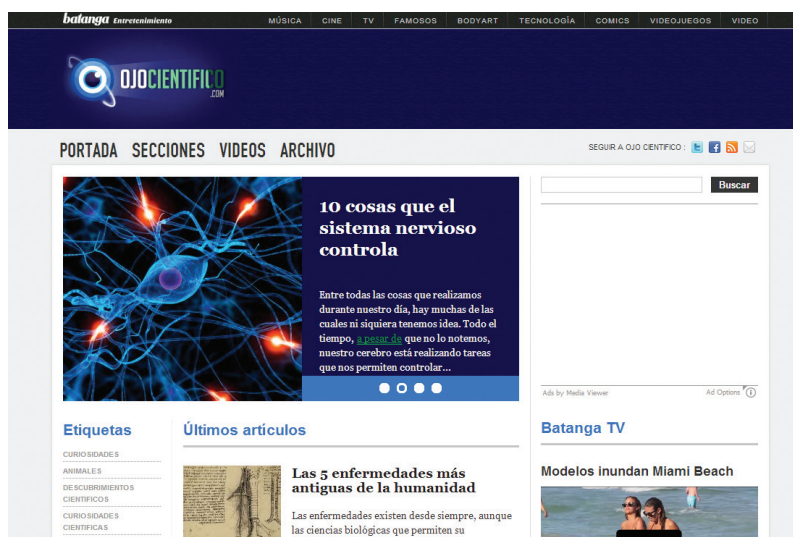 batanga Entretenimiento
MÚSICA CINE TV FAMOSOS BODYART TECNOLOGÍA COMICS VIDEOJUEGOS VIDEO
OJOCIENTIFICO
.COM
PORTADA SECCIONES VIDEOS ARCHIVO
SEGUIR A OJO CIENTIFICO :
Buscar
10 cosas que el
sistema nervioso
controla
Entre todas las cosas que realizamos
durante nuestro día, hay muchas de las
cuales ni siquiera tenemos idea. Todo el
tiempo, a pesar de que no lo notemos,
nuestro cerebro está realizando tareas
que nos permiten controlar...
Ads by Media Viewer
Ad Options
Etiquetas
CURIOSIDADES
ANIMALES
DESCUBRIMIENTOS
CIENTIFICOS
CURIOSIDADES
CIENTIFICAS
Últimos artículos
Las 5 enfermedades más
antiguas de la humanidad
Las enfermedades existen desde siempre, aunque
las ciencias biológicas que permiten su
Batanga TV
Modelos inundan Miami Beach